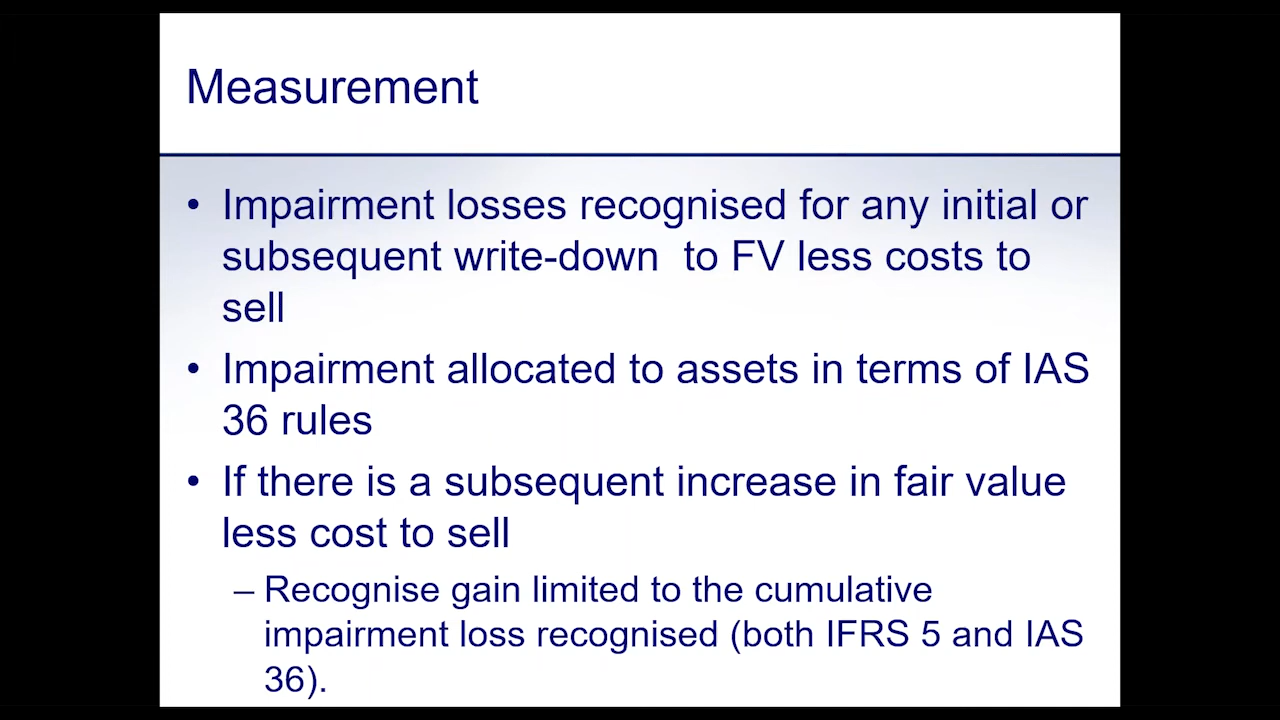 Measurement
• Impairment losses recognised for any initial or
subsequent write-down  to FV less costs to
sell
• Impairment allocated to assets in terms of IAS
36 rules
• If there is a subsequent increase in fair value
less cost to sell
– Recognise gain limited to the cumulative
impairment loss recognised (both IFRS 5 and IAS
36).